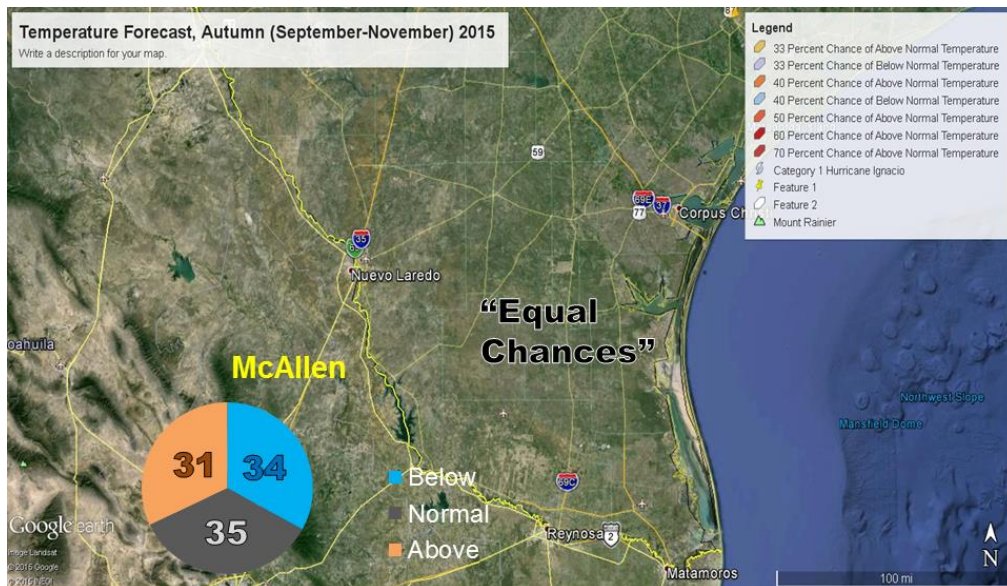 Temperature Forecast, Autumn (September-November) 2015
Write a description for your map.
Legend
33 Percent Chance of Above Normal Temperature
33 Percent Chance of Below Normal Temperature
40 Percent Chance of Above Normal Temperature
40 Percent Chance of Below Normal Temperature
50 Percent Chance of Above Normal Temperature
60 Percent Chance of Above Normal Temperature
70 Percent Chance of Above Normal Temperature
Category 1 Hurricane Ignacio
Feature 1
Feature 2
Mount Rainier
87
59
69E
37
77
Corpus
35
Nuevo Laredo
“Equal
Chances”
McAllen
31
34
35
Below
Normal
Above
Northwest Slope
Mansfield Dome
69C
Reynosa
2
Matamoros
Google earth
Image Landsat
© 2015 Google
© 2015 INEGI
N
100 mi